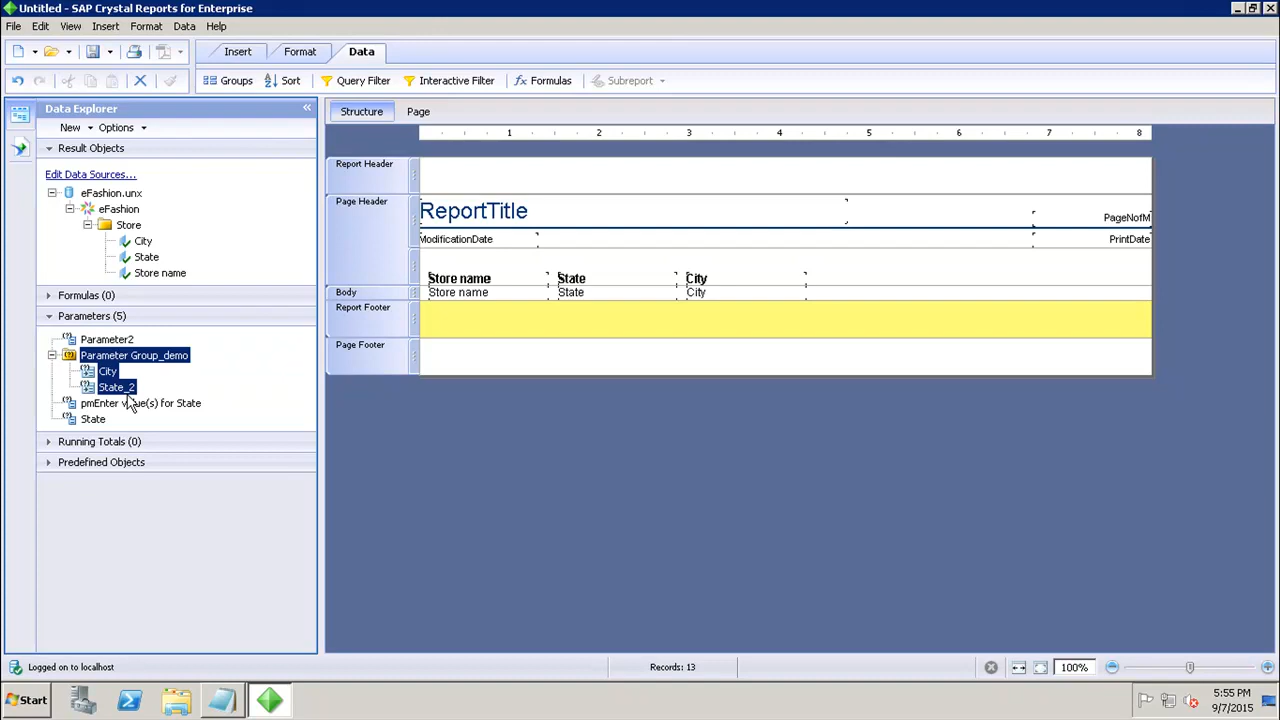 Untitled - SAP Crystal Reports for Enterprise
File Edit View Insert Format Data Help
Insert Format Data
Groups Sort Query Filter Interactive Filter fx Formulas Subreport
Data Explorer
Structure Page
New Options
1 2 3 4 5 6 7 8
Result Objects
Report Header
Edit Data Sources...
eFashion.unx
Page Header
eFashion
ReportTitle
PageNofM
Store
City
ModificationDate
PrintDate
State
Store name
Store name State City
Formulas (0)
Body
Store name State City
Report Footer
Parameters (5)
Parameter2
Page Footer
Parameter Group_demo
City
State_2
pmEnter value(s) for State
State
Running Totals (0)
Predefined Objects
Logged on to localhost
Records: 13
100%
Start
5:55 PM
9/7/2015